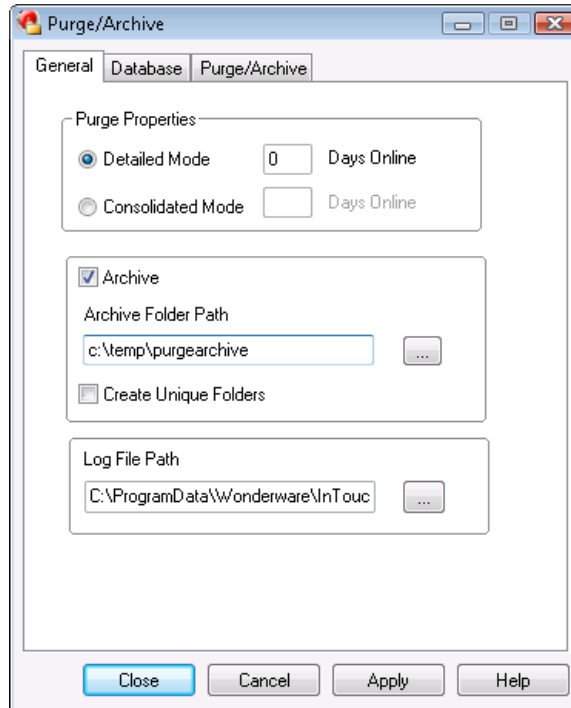 Purge/Archive
General Database Purge/Archive
Purge Properties
Detailed Mode 0 Days Online
Consolidated Mode Days Online
Archive
Archive Folder Path
c:\temp\purgearchive ...
Create Unique Folders
Log File Path
C:\ProgramData\Wonderware\InTouc ...
Close Cancel Apply Help